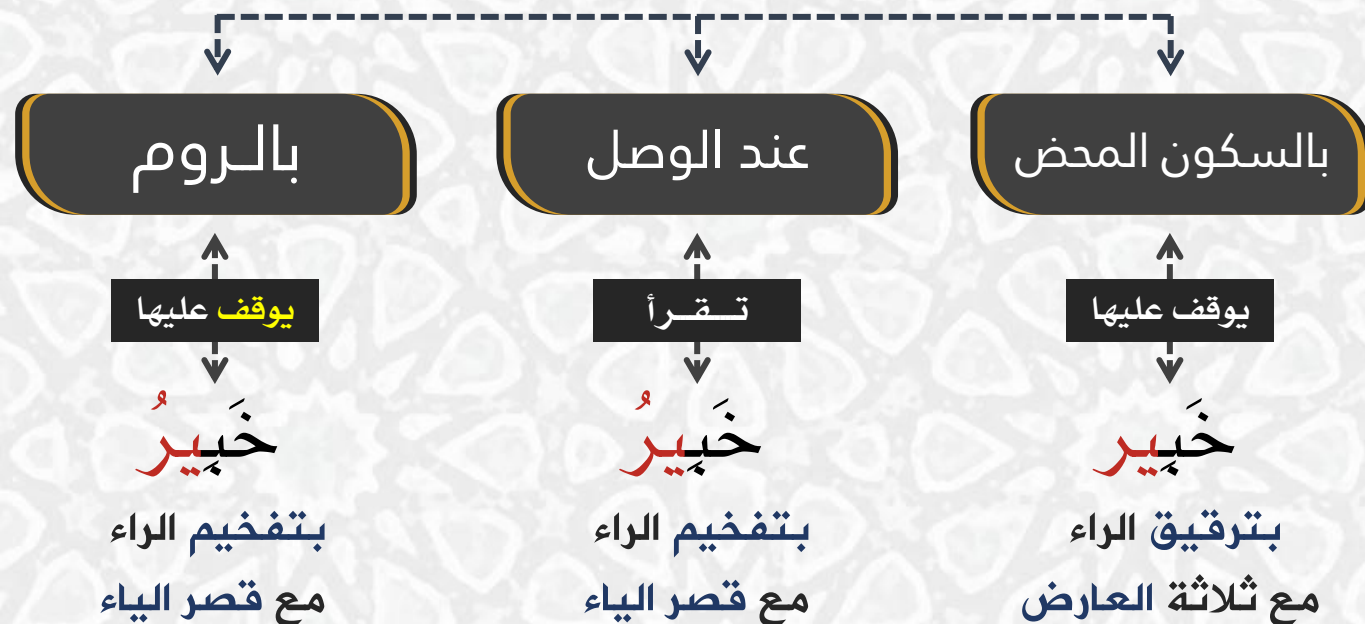 بالسكون المحض
يوقف عليها
خَبِير
بترقيق الراء
مع ثلاثة العارض
عند الوصل
تـــقـــرأ
خَبِيرُ
بتفخيم الراء
مع قصر الياء
بالـروم
يوقف عليها
خَبِيرُ
بتفخيم الراء
مع قصر الياء